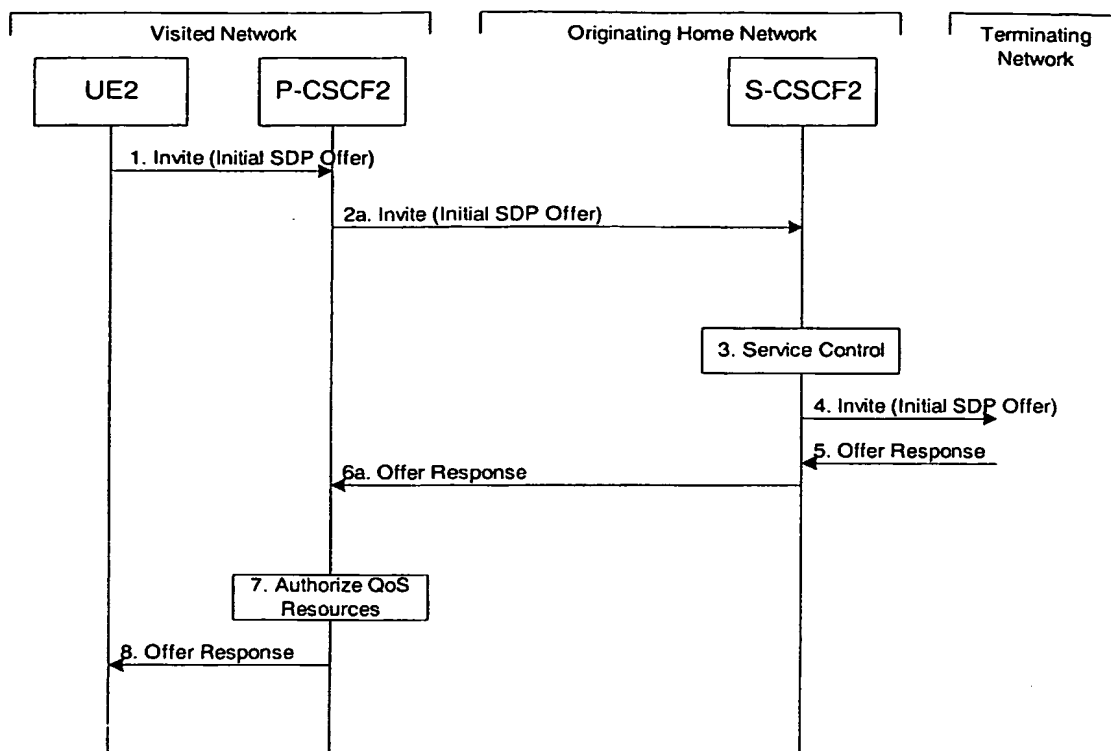 Visited Network
Originating Home Network
Terminating
Network
UE2
P-CSCF2
S-CSCF2
1. Invite (Initial SDP Offer)
2a. Invite (Initial SDP Offer)
3. Service Control
4. Invite (Initial SDP Offer)
5. Offer Response
6a. Offer Response
7. Authorize QoS
Resources
8. Offer Response